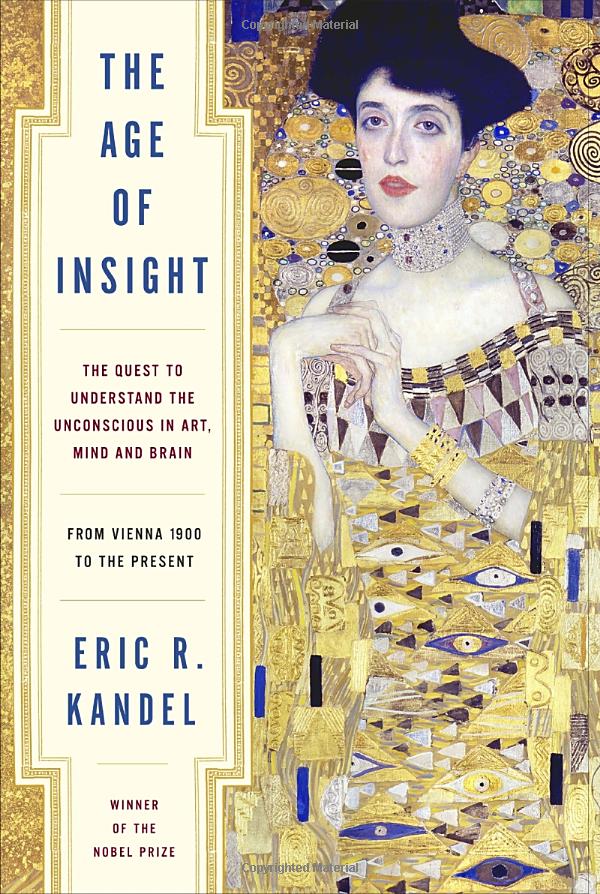 Copyrighted Material
THE
AGE
OF
INSIGHT
THE QUEST TO
UNDERSTAND THE
UNCONSCIOUS IN ART,
MIND AND BRAIN
FROM VIENNA 1900
TO THE PRESENT
ERIC R.
KANDEL
WINNER
OF THE
NOBEL PRIZE
Copyrighted Material